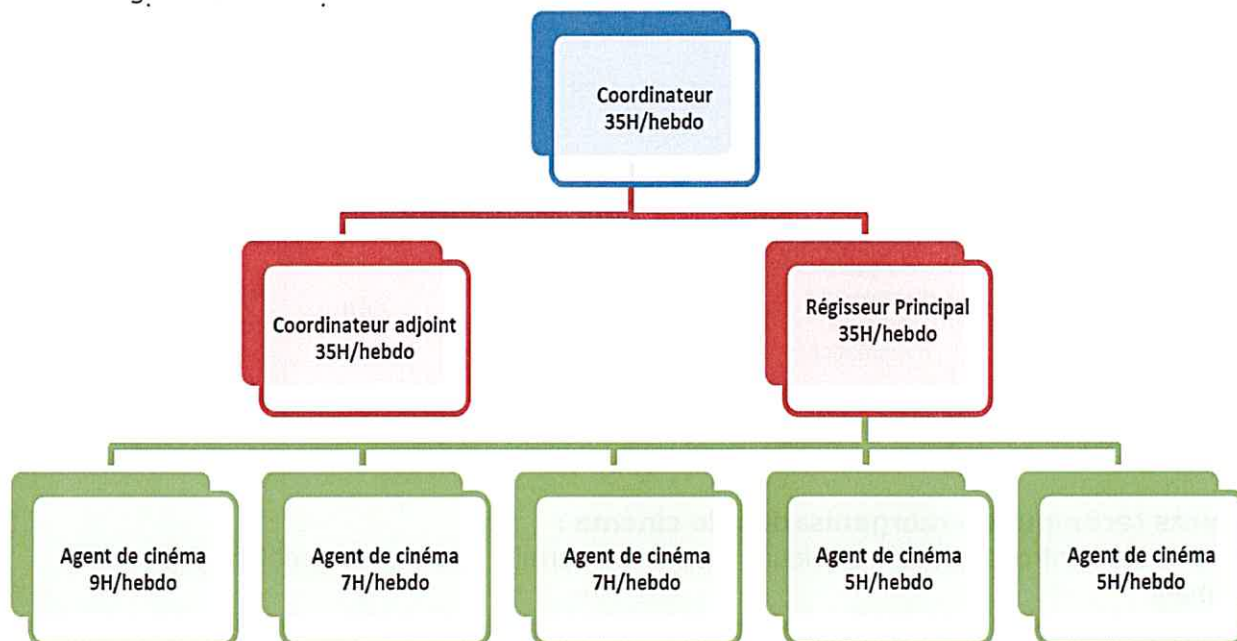 Coordinateur
35H/hebdo
Coordinateur adjoint
35H/hebdo
Régisseur Principal
35H/hebdo
Agent de cinéma
9H/hebdo
Agent de cinéma
7H/hebdo
Agent de cinéma
7H/hebdo
Agent de cinéma
5H/hebdo
Agent de cinéma
5H/hebdo